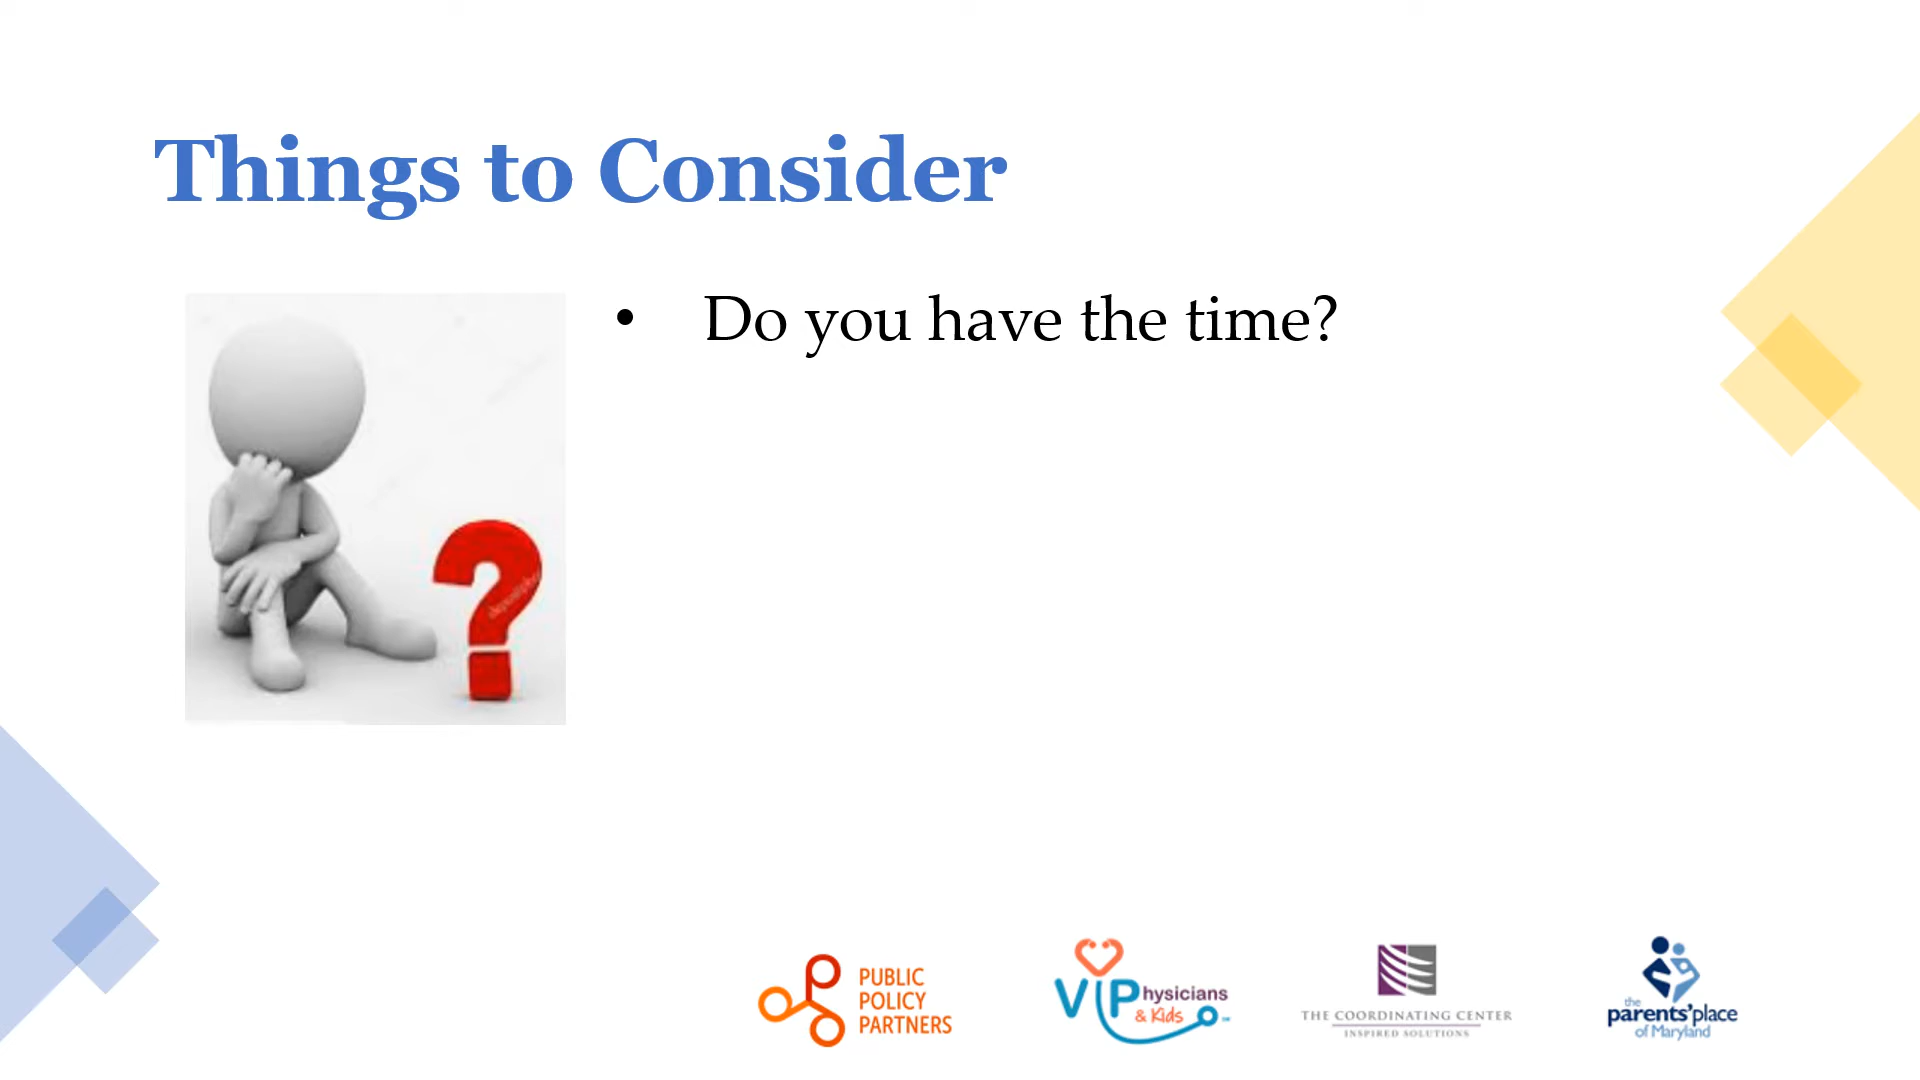 Things to Consider
• Do you have the time?
PUBLIC
POLICY
PARTNERS
VIPhysicians
& Kids
THE COORDINATING CENTER
INSPIRED SOLUTIONS
the
parents'place
of Maryland